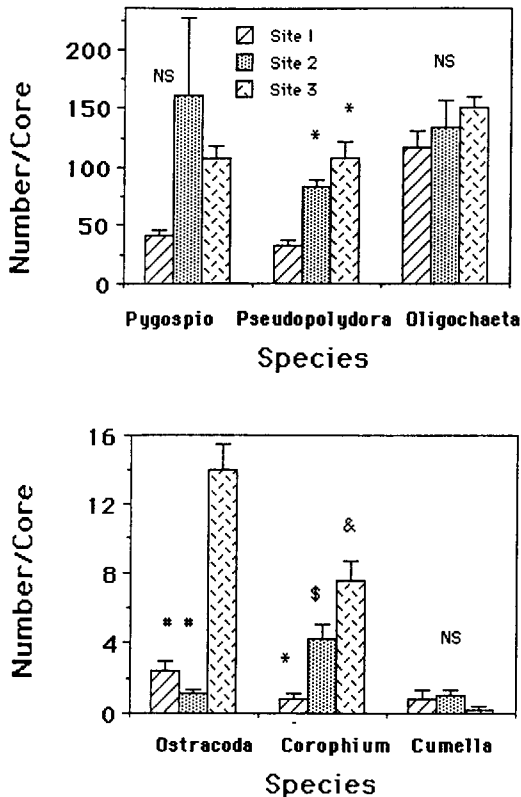 Number/Core
200
150
100
50
0
Site 1
Site 2
Site 3
NS
*
*
NS
Pygospio Pseudopolydora Oligochaeta
Species
Number/Core
16
12
8
4
0
# #
*
$
&
NS
Ostracoda Corophium Cumella
Species